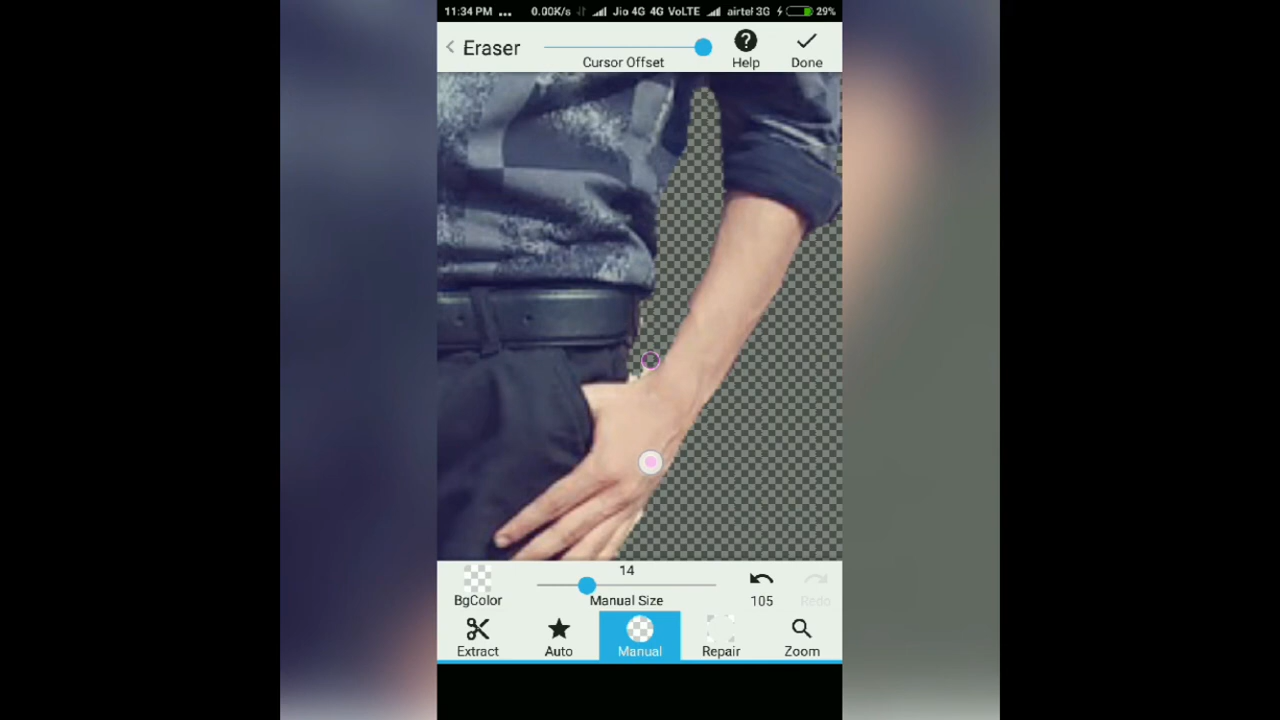 11:34 PM ... 0.00K/s Jio 4G 4G VoLTE airtel 3G 29%
Eraser
Cursor Offset
Help
Done
14
BgColor
Manual Size
105
Redo
Extract
Auto
Manual
Repair
Zoom